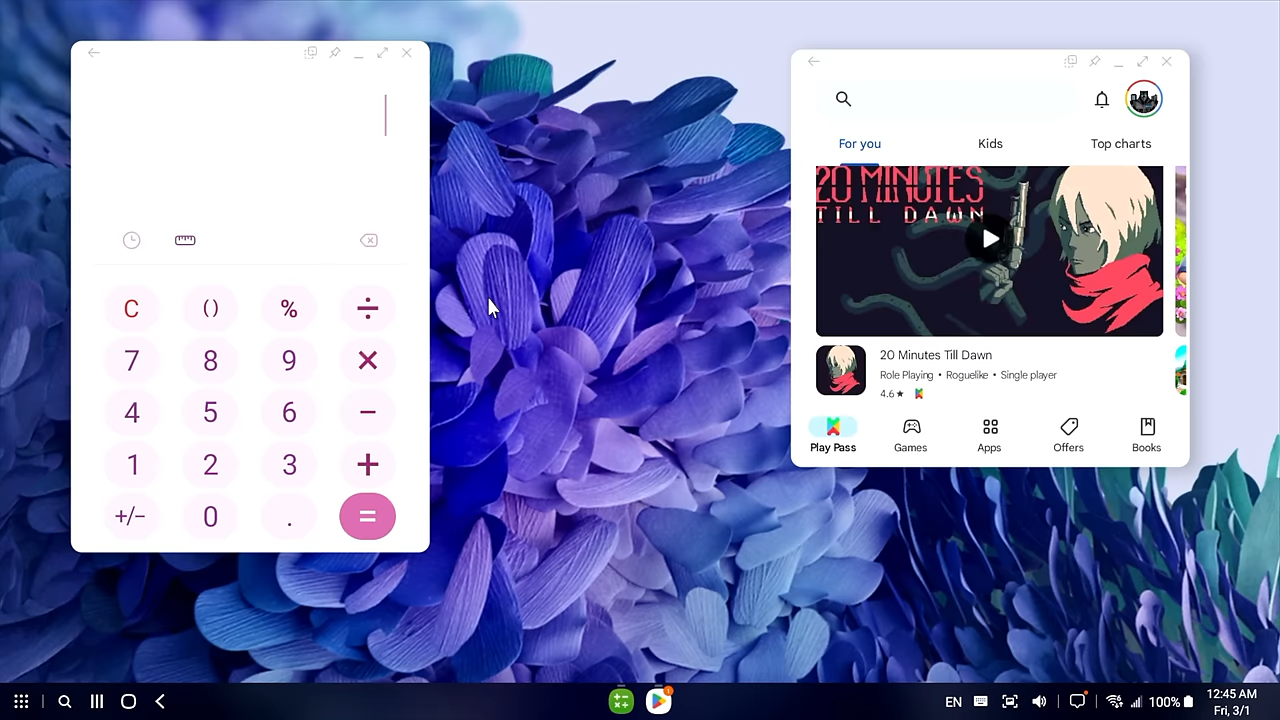 C
( )
%
÷
7
8
9
×
4
5
6
−
1
2
3
+
+/−
0
.
=
For you
Kids
Top charts
20 MINUTES
TILL DAWN
20 Minutes Till Dawn
Role Playing • Roguelike • Single player
4.6★
Play Pass
Games
Apps
Offers
Books
1
EN
100%
12:45 AM
Fri, 3/1